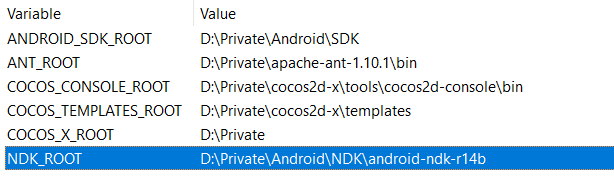 Variable Value
ANDROID_SDK_ROOT D:\Private\Android\SDK
ANT_ROOT D:\Private\apache-ant-1.10.1\bin
COCOS_CONSOLE_ROOT D:\Private\cocos2d-x\tools\cocos2d-console\bin
COCOS_TEMPLATES_ROOT D:\Private\cocos2d-x\templates
COCOS_X_ROOT D:\Private
NDK_ROOT D:\Private\Android\NDK\android-ndk-r14b